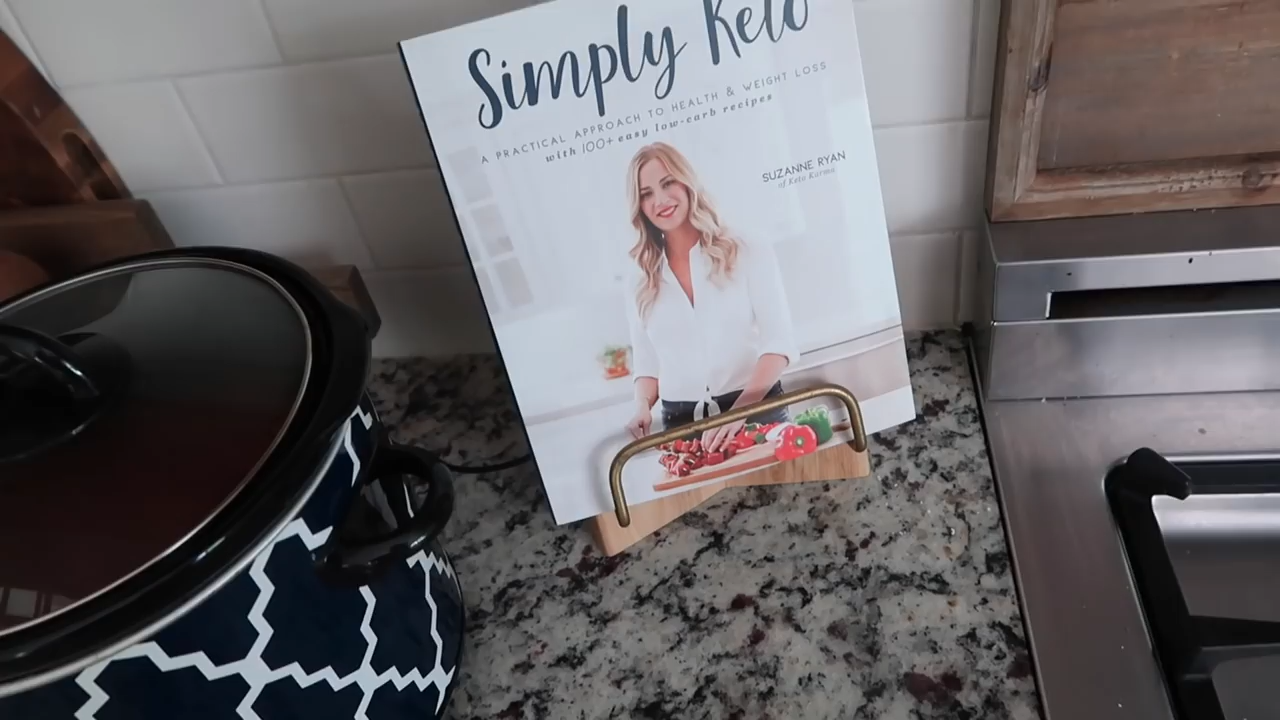 Simply Keto
A PRACTICAL APPROACH TO HEALTH & WEIGHT LOSS
with 100+ easy low-carb recipes
SUZANNE RYAN
of Keto Karma